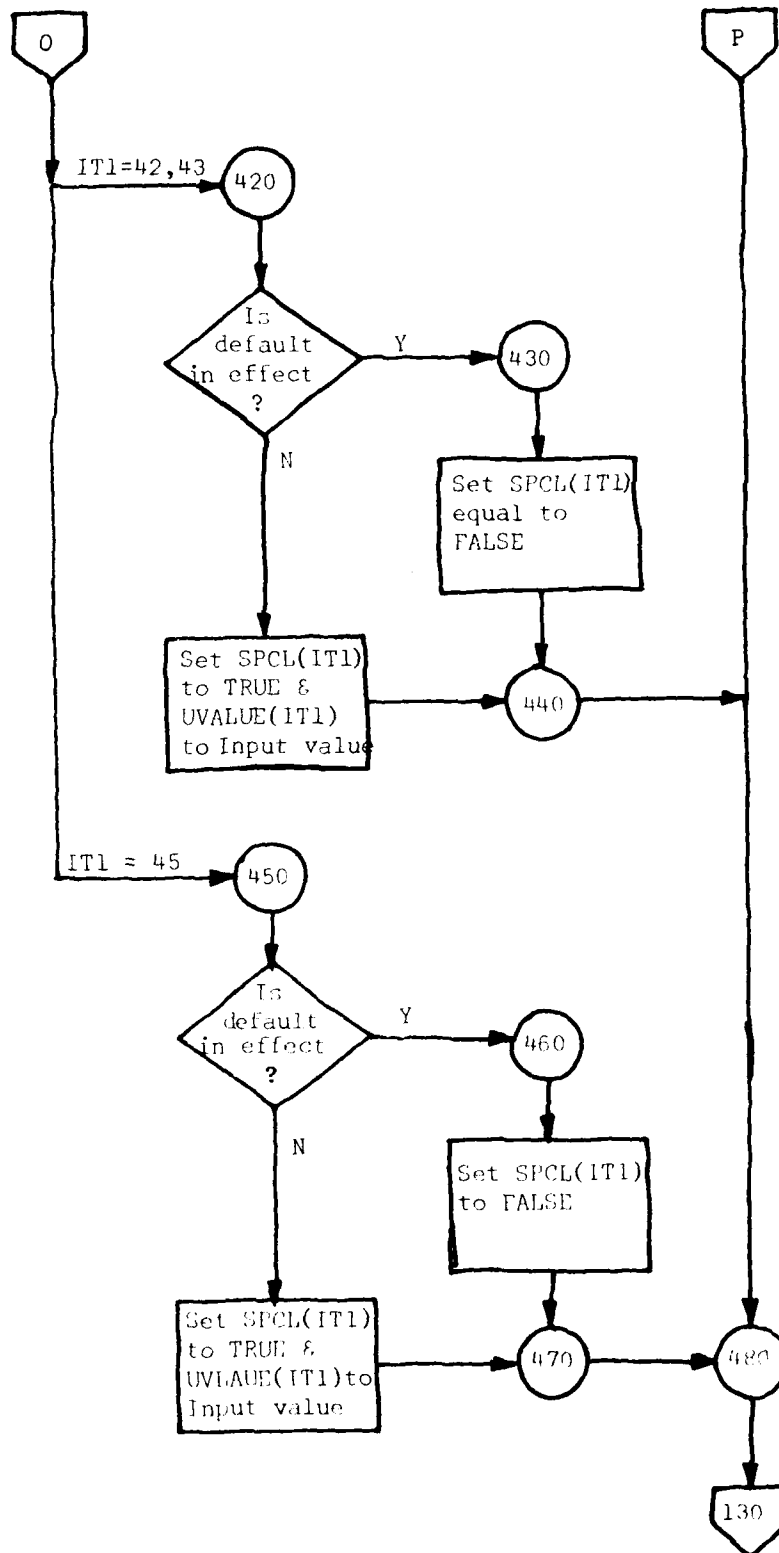 O
P
IT1=42,43
420
Is
default
in effect
?
Y
430
N
Set SPCL(IT1)
equal to
FALSE
Set SPCL(IT1)
to TRUE &
UVALUE(IT1)
to Input value
440
IT1 = 45
450
Is
default
in effect
?
Y
460
N
Set SPCL(IT1)
to FALSE
Set SPCL(IT1)
to TRUE &
UVLAUE(IT1)to
Input value
470
480
130